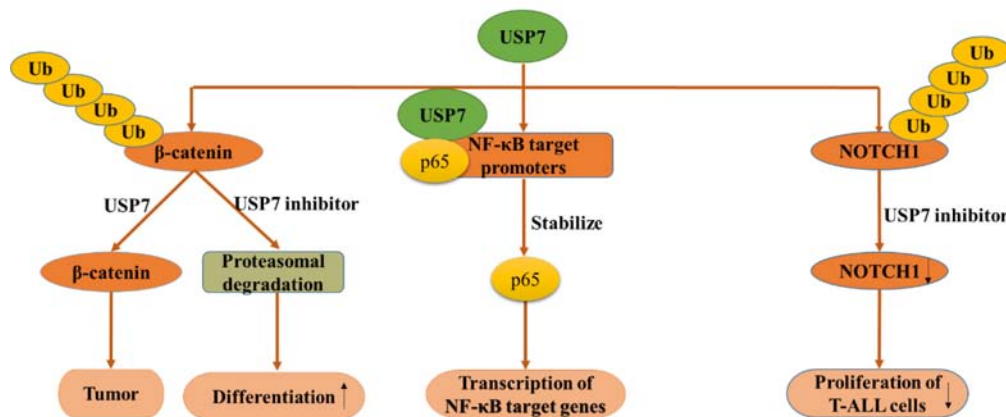 USP7
Ub
Ub
Ub
Ub
β-catenin
USP7
USP7 inhibitor
β-catenin
Proteasomal
degradation
Tumor
Differentiation ↑
USP7
p65
NF-κB target
promoters
Stabilize
p65
Transcription of
NF-κB target genes
Ub
Ub
Ub
Ub
NOTCH1
USP7 inhibitor
NOTCH1 ↓
Proliferation of
T-ALL cells ↓